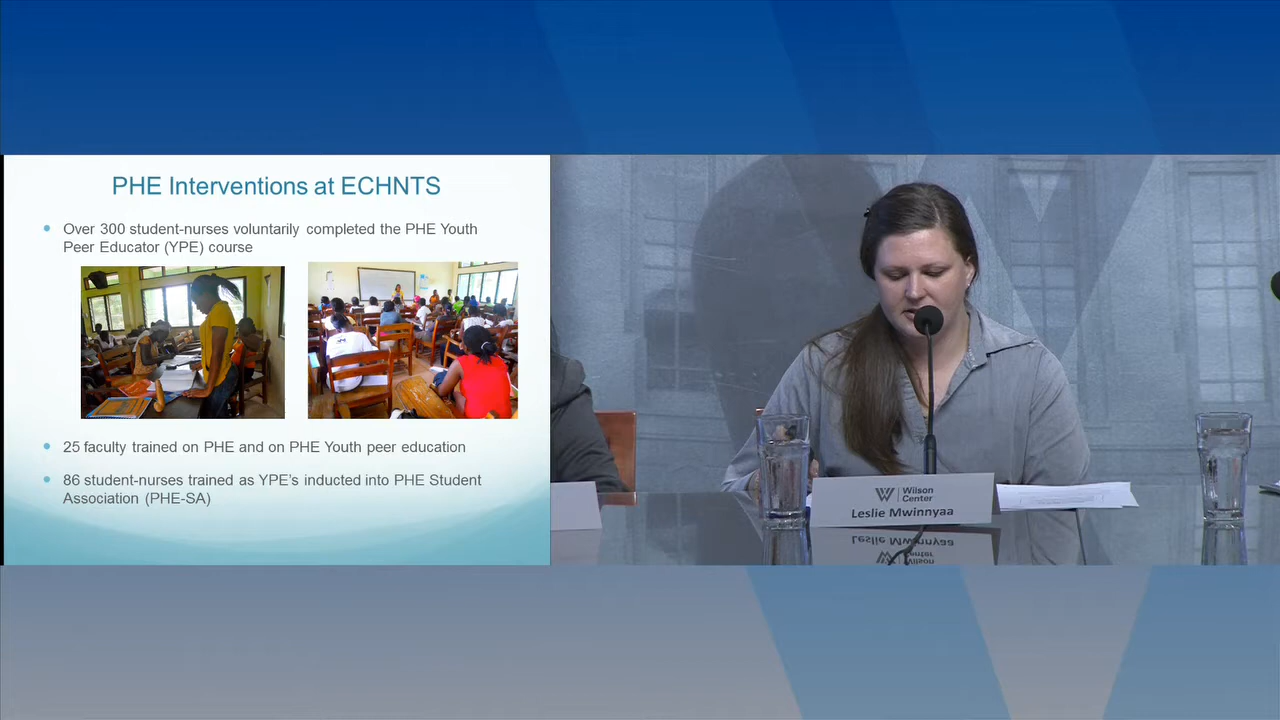 PHE Interventions at ECHNTS
Over 300 student-nurses voluntarily completed the PHE Youth
Peer Educator (YPE) course
25 faculty trained on PHE and on PHE Youth peer education
86 student-nurses trained as YPE's inducted into PHE Student
Association (PHE-SA)
Wilson
Center
Leslie Mwinnyaa